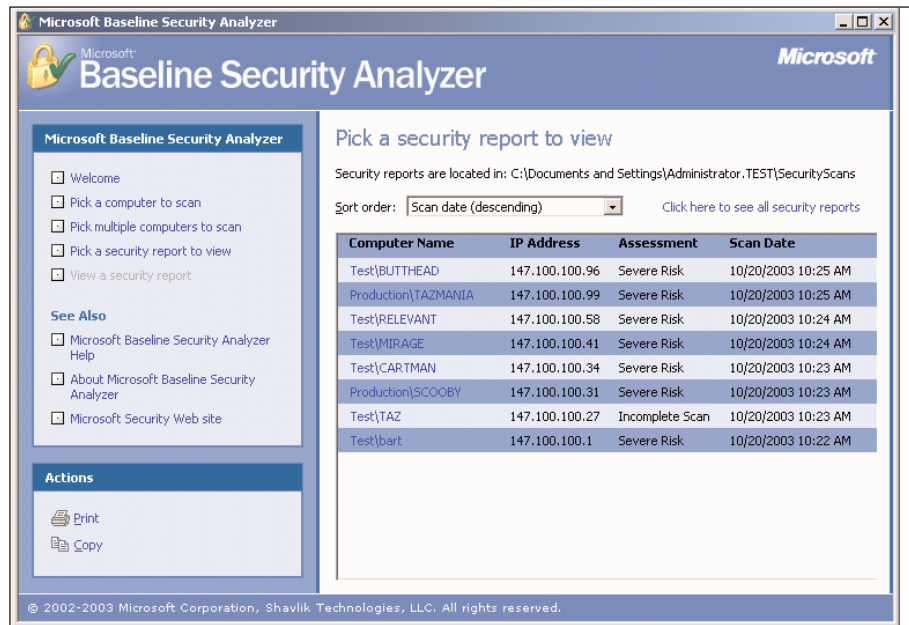 Microsoft Baseline Security Analyzer
Microsoft
Baseline Security Analyzer
Microsoft
Microsoft Baseline Security Analyzer
Welcome
Pick a computer to scan
Pick multiple computers to scan
Pick a security report to view
View a security report
See Also
Microsoft Baseline Security Analyzer
Help
About Microsoft Baseline Security
Analyzer
Microsoft Security Web site
Actions
Print
Copy
Pick a security report to view
Security reports are located in: C:\Documents and Settings\Administrator.TEST\SecurityScans
Sort order: Scan date (descending) Click here to see all security reports
Computer Name IP Address Assessment Scan Date
Test\BUTTHEAD 147.100.100.96 Severe Risk 10/20/2003 10:25 AM
Production\TAZMANIA 147.100.100.99 Severe Risk 10/20/2003 10:25 AM
Test\RELEVANT 147.100.100.58 Severe Risk 10/20/2003 10:24 AM
Test\MIRAGE 147.100.100.41 Severe Risk 10/20/2003 10:24 AM
Test\CARTMAN 147.100.100.34 Severe Risk 10/20/2003 10:23 AM
Production\SCOOBY 147.100.100.31 Severe Risk 10/20/2003 10:23 AM
Test\TAZ 147.100.100.27 Incomplete Scan 10/20/2003 10:23 AM
Test\bart 147.100.100.1 Severe Risk 10/20/2003 10:22 AM
© 2002-2003 Microsoft Corporation, Shavlik Technologies, LLC. All rights reserved.